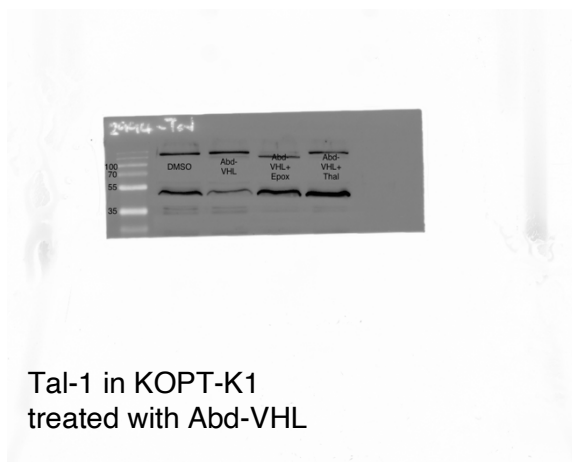 DMSO
Abd-
VHL
Abd-
VHL+
Epox
Abd-
VHL+
Thal
100
70
55
35
Tal-1 in KOPT-K1
treated with Abd-VHL